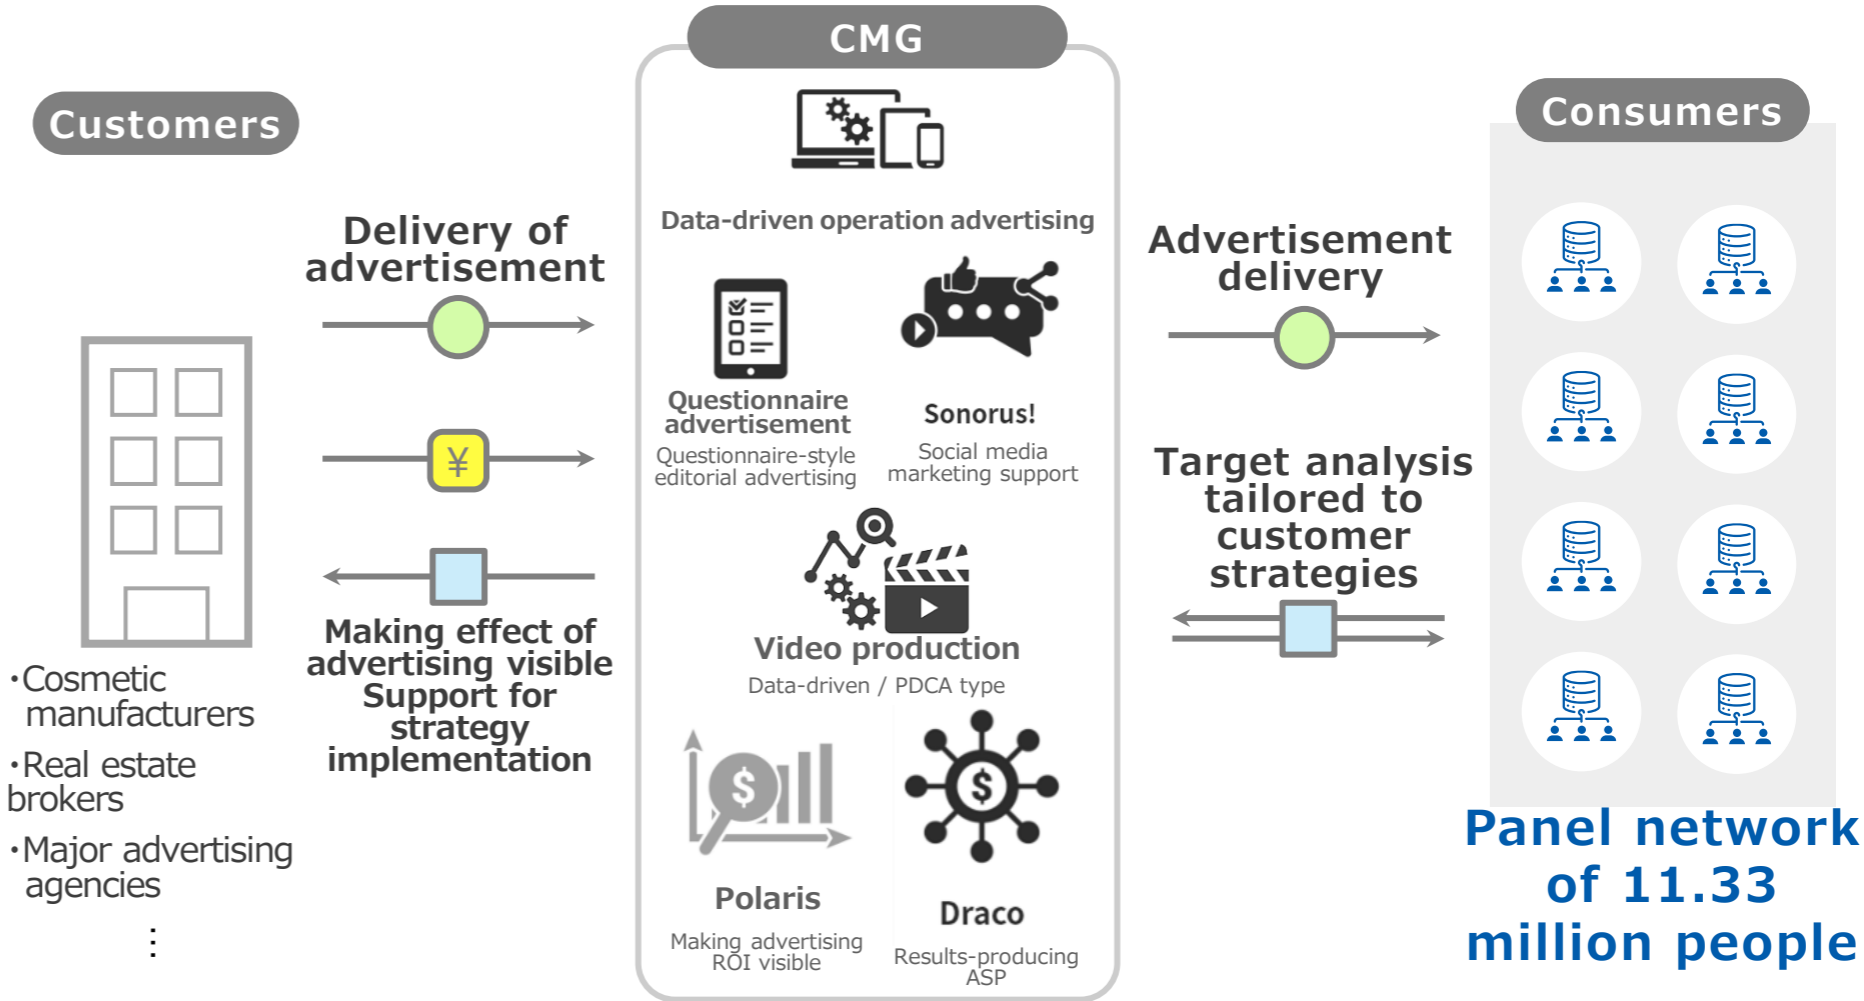 CMG
Customers
Consumers
Delivery of
advertisement
¥
Making effect of
advertising visible
Support for
strategy
implementation
・Cosmetic
manufacturers
・Real estate
brokers
・Major advertising
agencies
⋮
Data-driven operation advertising
Questionnaire
advertisement
Questionnaire-style
editorial advertising
Sonorus!
Social media
marketing support
Video production
Data-driven / PDCA type
$
Polaris
Making advertising
ROI visible
$
Draco
Results-producing
ASP
Advertisement
delivery
Target analysis
tailored to
customer
strategies
Panel network
of 11.33
million people